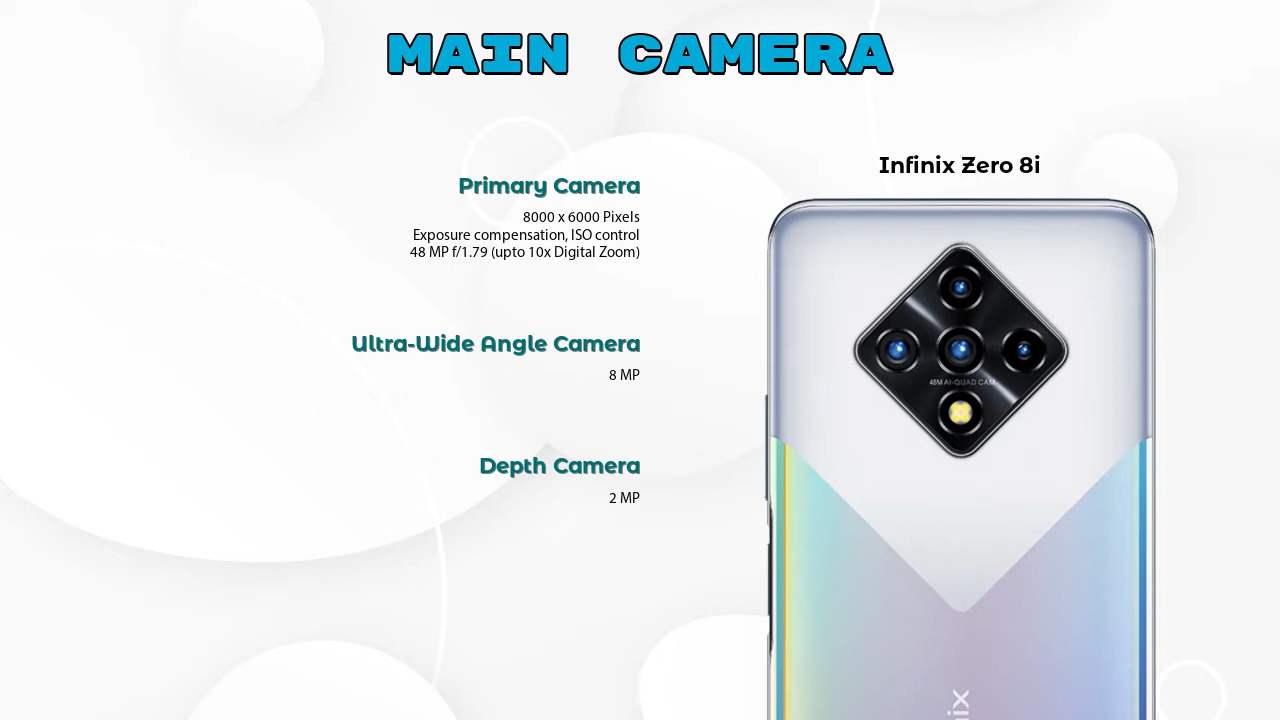 MAIN CAMERA
Infinix Zero 8i
Primary Camera
8000 x 6000 Pixels
Exposure compensation, ISO control
48 MP f/1.79 (upto 10x Digital Zoom)
Ultra-Wide Angle Camera
8 MP
48M AI-QUAD CAM
Depth Camera
2 MP
nix